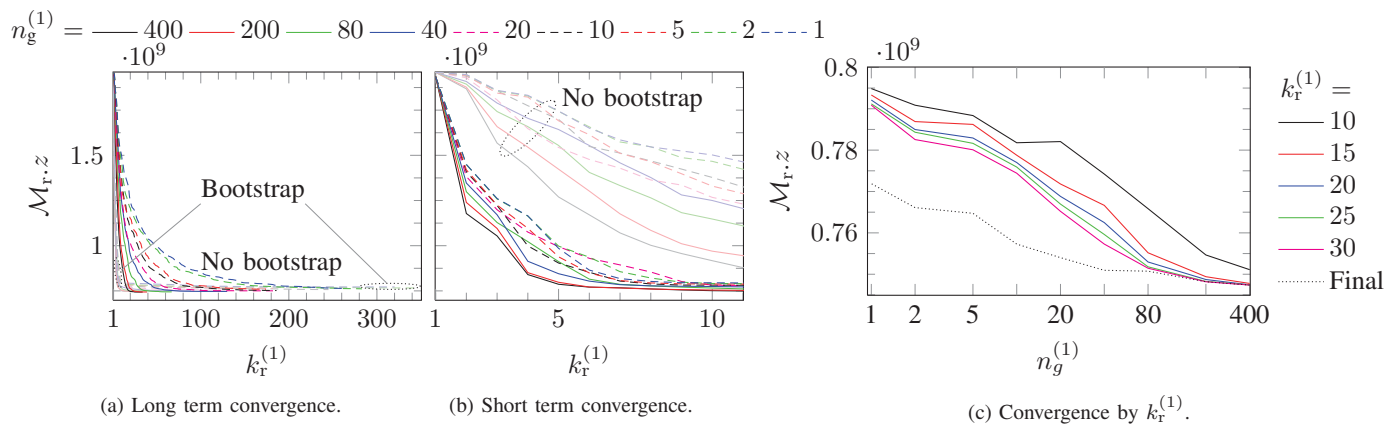 n_g^(1) = 400 200 80 40 20 10 5 2 1
·10^9
1.5
1
M_r.z
Bootstrap
No bootstrap
1 100 200 300
k_r^(1)
(a) Long term convergence.
·10^9
No bootstrap
1 5 10
k_r^(1)
(b) Short term convergence.
·10^9
0.8
0.78
0.76
M_r.z
1 2 5 20 80 400
n_g^(1)
(c) Convergence by k_r^(1).
k_r^(1) =
10
15
20
25
30
Final